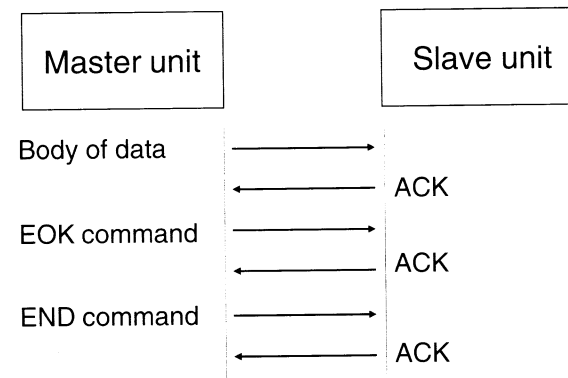 Master unit
Slave unit
Body of data
ACK
EOK command
ACK
END command
ACK